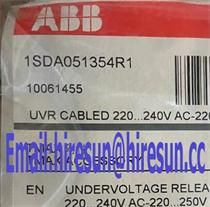 ABB
1SDA051354R1
10061455
UVR CABLED 220...240V AC-220
Email:hiresun@hiresun.cc
ACCESSORY
EN UNDERVOLTAGE RELEA
220...240V AC-220...250V